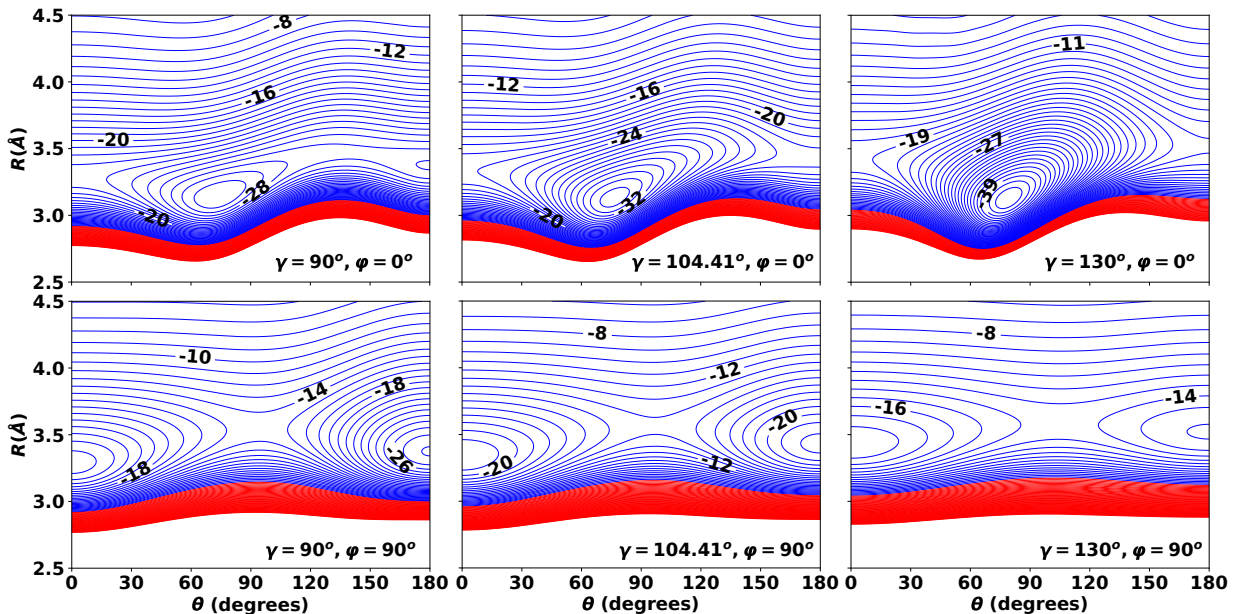 4.5
4.0
3.5
3.0
2.5
R(Å)
-8
-12
-16
-20
-28
-20
γ = 90°, φ = 0°
-12
-16
-20
-24
-32
-20
γ = 104.41°, φ = 0°
-11
-19
-27
-39
γ = 130°, φ = 0°
4.5
4.0
3.5
3.0
2.5
R(Å)
-10
-14
-18
-18
-26
γ = 90°, φ = 90°
0 30 60 90 120 150 180
θ (degrees)
-8
-12
-20
-20
-12
γ = 104.41°, φ = 90°
0 30 60 90 120 150 180
θ (degrees)
-8
-16
-14
γ = 130°, φ = 90°
0 30 60 90 120 150 180
θ (degrees)